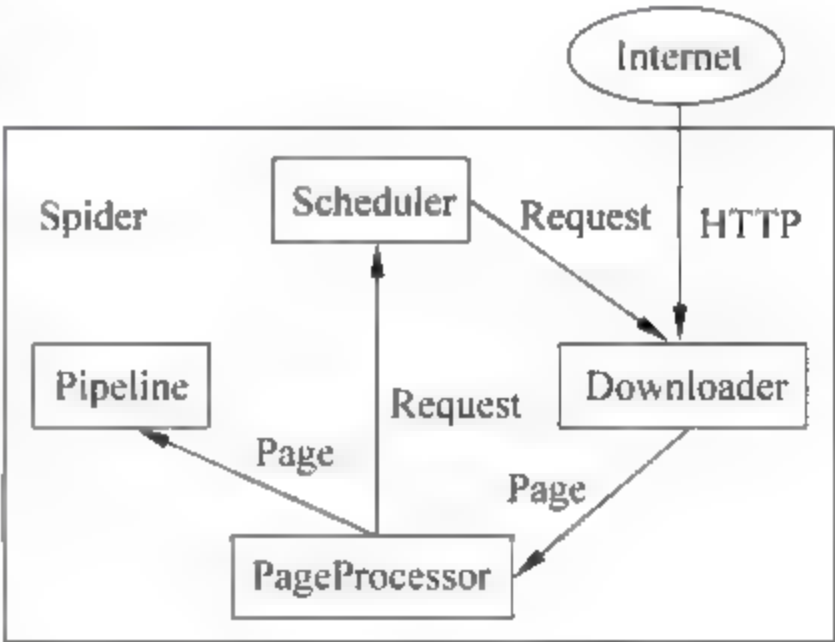 Internet
Spider
Scheduler
Request
HTTP
Pipeline
Request
Downloader
Page
Page
PageProcessor